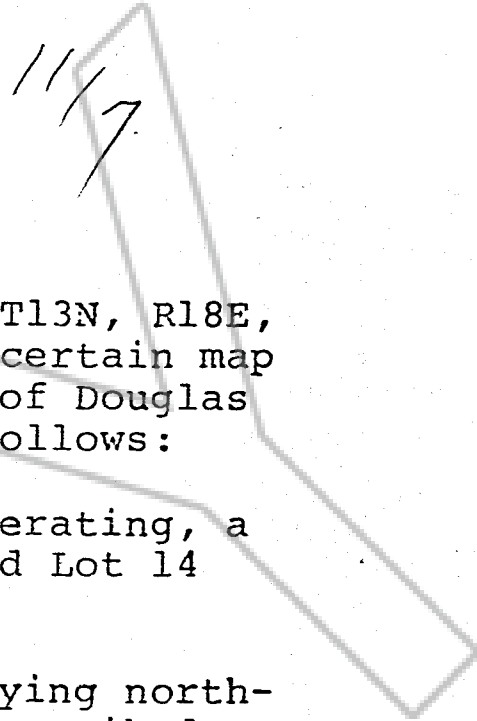 11/7
T13N, R18E,
certain map
of Douglas
ollows:
erating, a
d Lot 14
ying north-